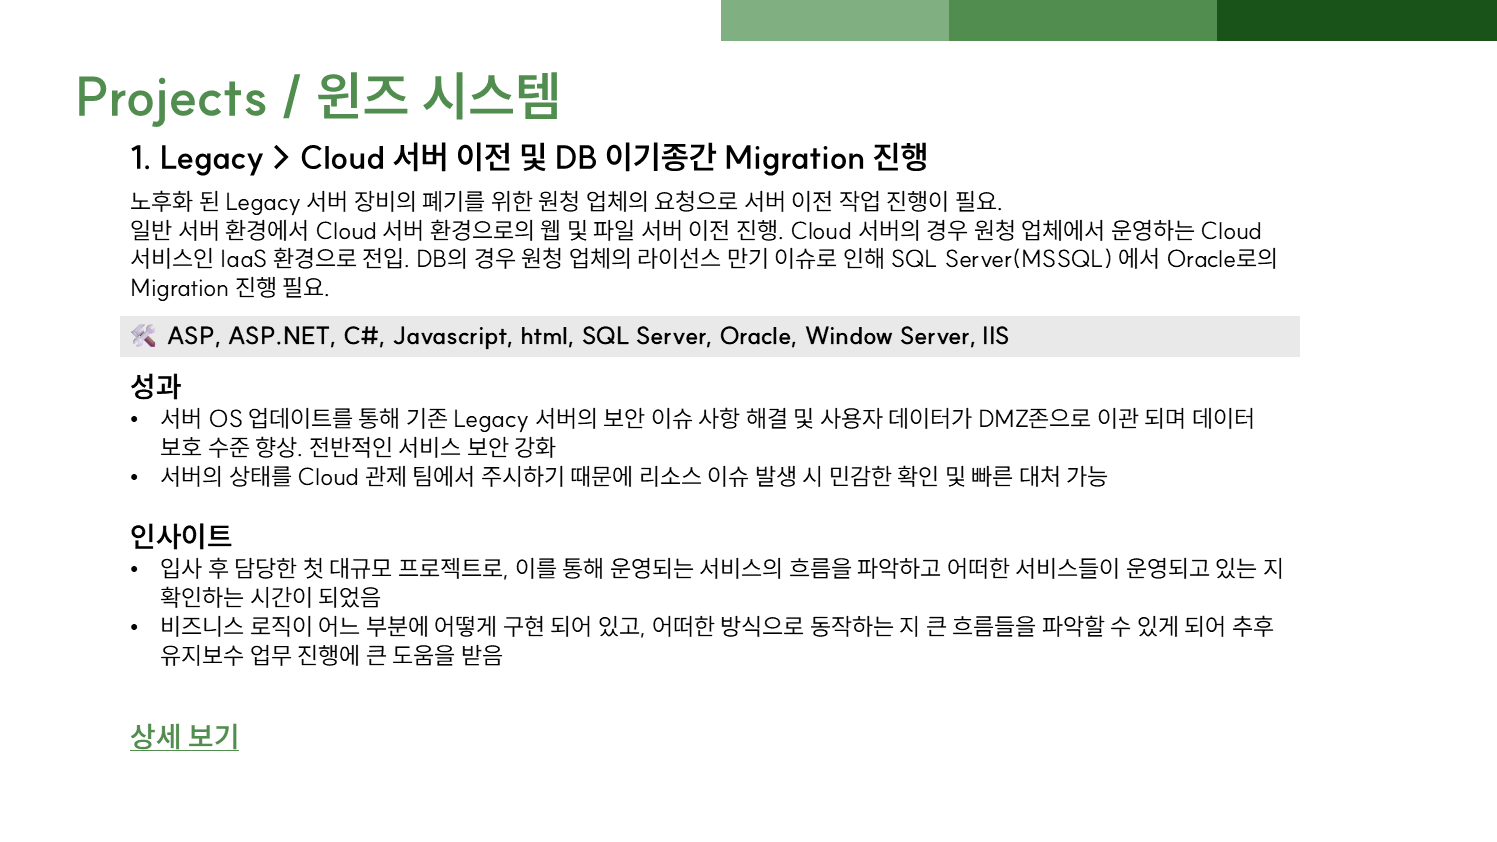 Projects / 윈즈 시스템
1. Legacy > Cloud 서버 이전 및 DB 이기종간 Migration 진행
노후화 된 Legacy 서버 장비의 폐기를 위한 원청 업체의 요청으로 서버 이전 작업 진행이 필요.
일반 서버 환경에서 Cloud 서버 환경으로의 웹 및 파일 서버 이전 진행. Cloud 서버의 경우 원청 업체에서 운영하는 Cloud
서비스인 IaaS 환경으로 전입. DB의 경우 원청 업체의 라이선스 만기 이슈로 인해 SQL Server(MSSQL) 에서 Oracle로의
Migration 진행 필요.
🛠 ASP, ASP.NET, C#, Javascript, html, SQL Server, Oracle, Window Server, IIS
성과
• 서버 OS 업데이트를 통해 기존 Legacy 서버의 보안 이슈 사항 해결 및 사용자 데이터가 DMZ존으로 이관 되며 데이터
보호 수준 향상. 전반적인 서비스 보안 강화
• 서버의 상태를 Cloud 관제 팀에서 주시하기 때문에 리소스 이슈 발생 시 민감한 확인 및 빠른 대처 가능
인사이트
• 입사 후 담당한 첫 대규모 프로젝트로, 이를 통해 운영되는 서비스의 흐름을 파악하고 어떠한 서비스들이 운영되고 있는 지
확인하는 시간이 되었음
• 비즈니스 로직이 어느 부분에 어떻게 구현 되어 있고, 어떠한 방식으로 동작하는 지 큰 흐름들을 파악할 수 있게 되어 추후
유지보수 업무 진행에 큰 도움을 받음
상세 보기